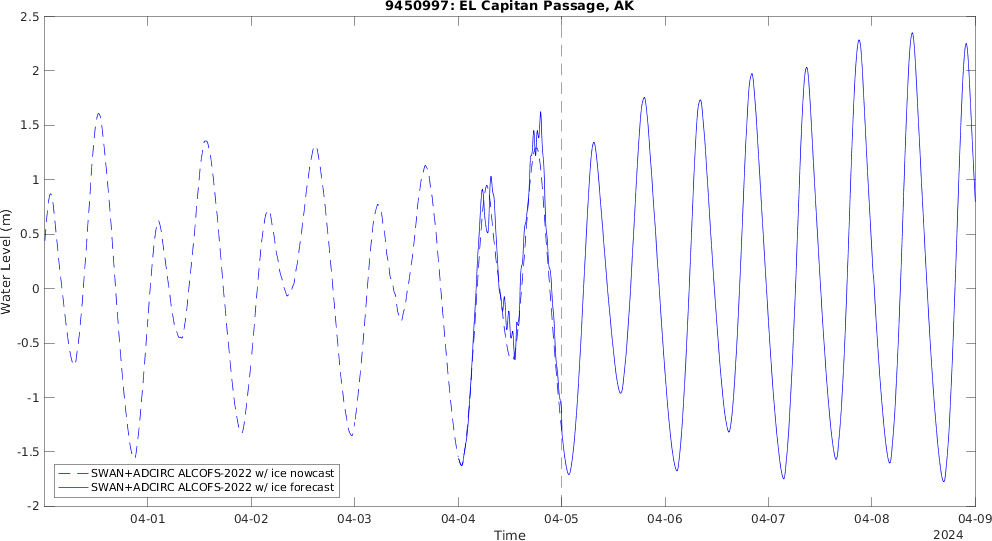 9450997: EL Capitan Passage, AK
2.5
2
1.5
1
0.5
0
-0.5
-1
-1.5
-2
Water Level (m)
SWAN+ADCIRC ALCOFS-2022 w/ ice nowcast
SWAN+ADCIRC ALCOFS-2022 w/ ice forecast
04-01 04-02 04-03 04-04 04-05 04-06 04-07 04-08 04-09
Time
2024